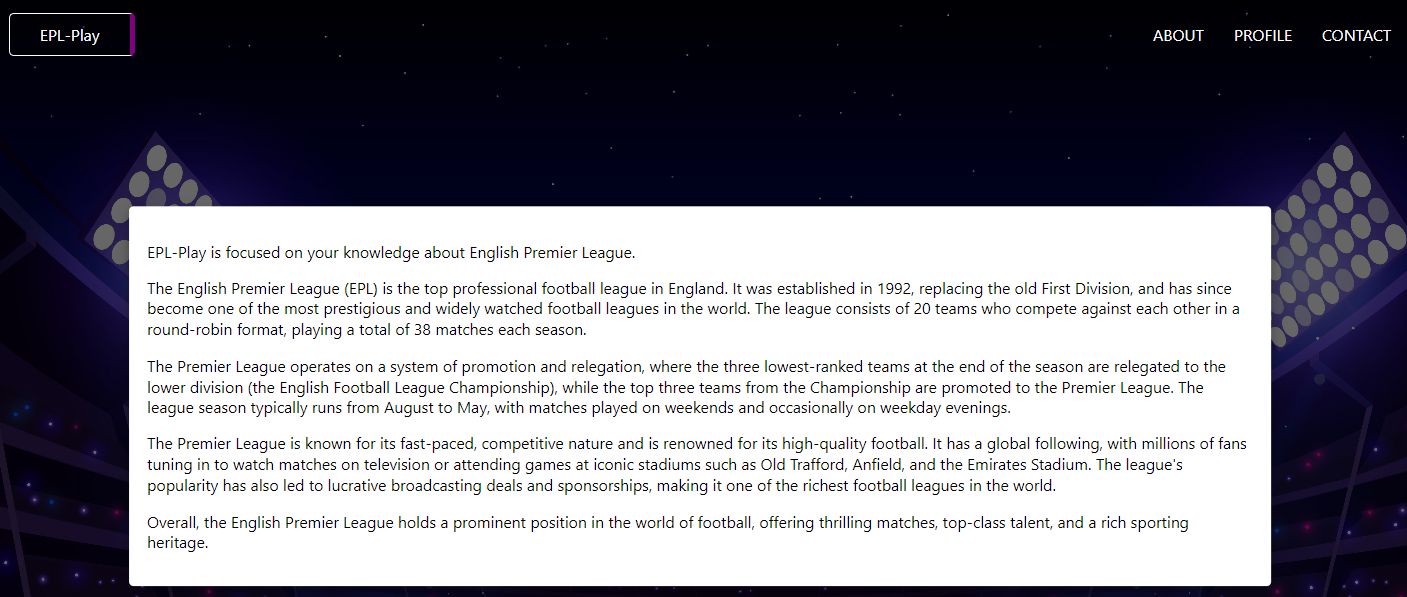 EPL-Play
ABOUT
PROFILE
CONTACT
EPL-Play is focused on your knowledge about English Premier League.
The English Premier League (EPL) is the top professional football league in England. It was established in 1992, replacing the old First Division, and has since
become one of the most prestigious and widely watched football leagues in the world. The league consists of 20 teams who compete against each other in a
round-robin format, playing a total of 38 matches each season.
The Premier League operates on a system of promotion and relegation, where the three lowest-ranked teams at the end of the season are relegated to the
lower division (the English Football League Championship), while the top three teams from the Championship are promoted to the Premier League. The
league season typically runs from August to May, with matches played on weekends and occasionally on weekday evenings.
The Premier League is known for its fast-paced, competitive nature and is renowned for its high-quality football. It has a global following, with millions of fans
tuning in to watch matches on television or attending games at iconic stadiums such as Old Trafford, Anfield, and the Emirates Stadium. The league's
popularity has also led to lucrative broadcasting deals and sponsorships, making it one of the richest football leagues in the world.
Overall, the English Premier League holds a prominent position in the world of football, offering thrilling matches, top-class talent, and a rich sporting
heritage.